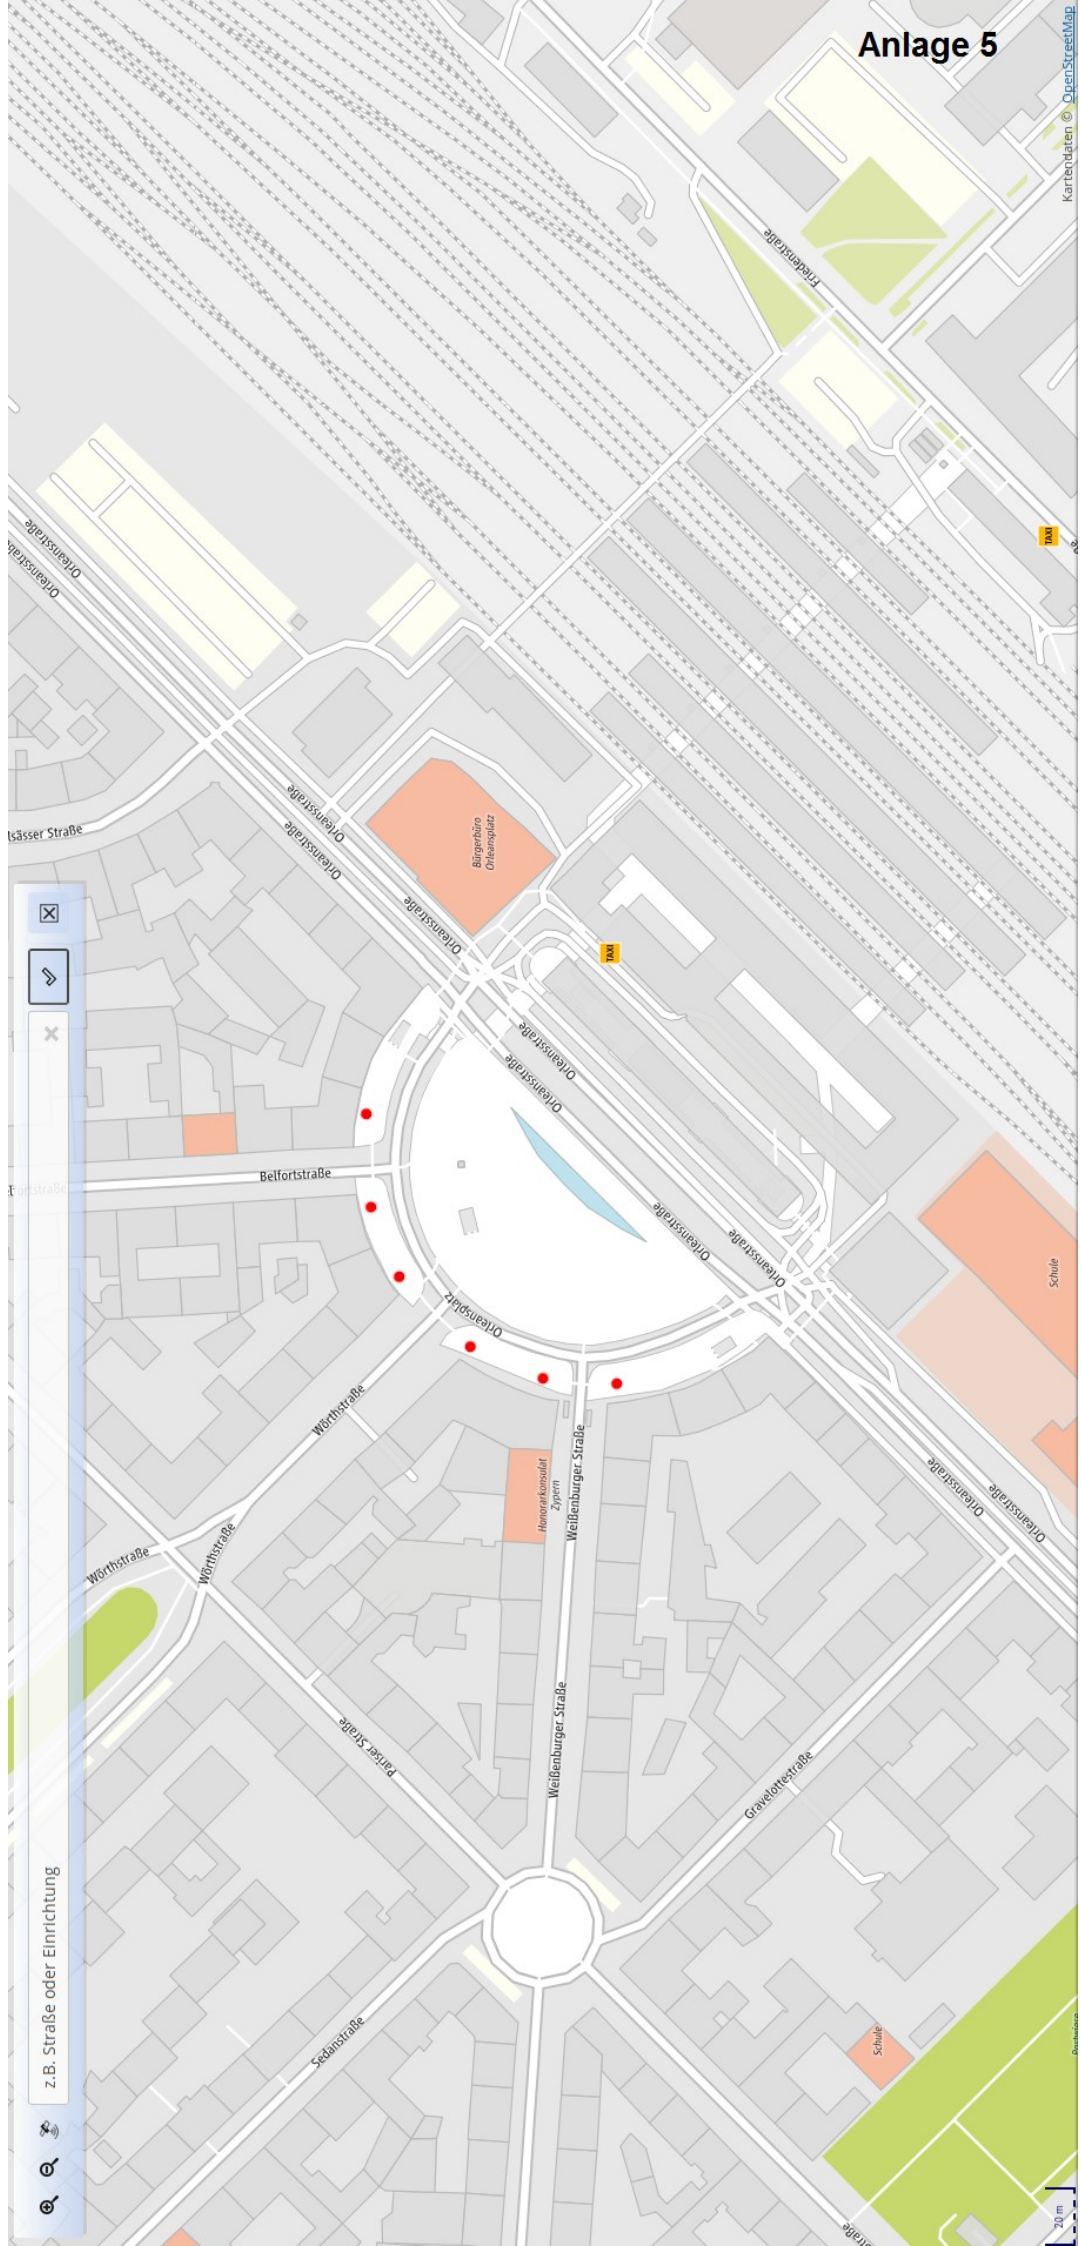 Anlage 5
Kartendaten © OpenStreetMap
Friedenstraße
TAXI
Orleansstraße
Orleansstraße
lsässer Straße
Orleansstraße
Orleansstraße
Bürgerbüro
Orleansplatz
Orleansstraße
TAXI
Orleansstraße
Orleansstraße
Belfortstraße
Orleansstraße
Orleansstraße
Orleansplatz
Schule
Wörthstraße
Honorarkonsulat
Zypern
Weißenburger Straße
Orleansstraße
Orleansstraße
Wörthstraße
Wörthstraße
Pariser Straße
Weißenburger Straße
Gravelottestraße
z.B. Straße oder Einrichtung
Sedanstraße
Schule
20 m